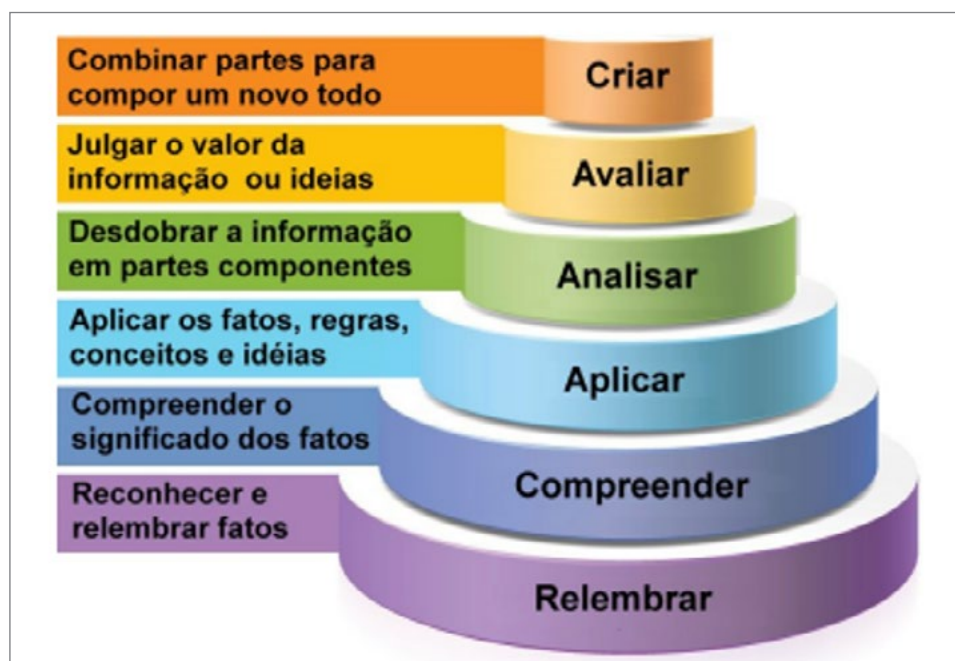 Combinar partes para
compor um novo todo
Criar
Julgar o valor da
informação ou ideias
Avaliar
Desdobrar a informação
em partes componentes
Analisar
Aplicar os fatos, regras,
conceitos e idéias
Aplicar
Compreender o
significado dos fatos
Compreender
Reconhecer e
relembrar fatos
Relembrar